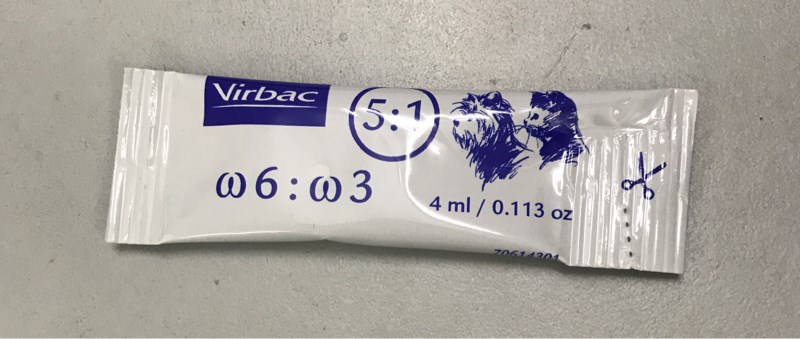 Virbac
5:1
ω6:ω3
4 ml / 0.113 oz